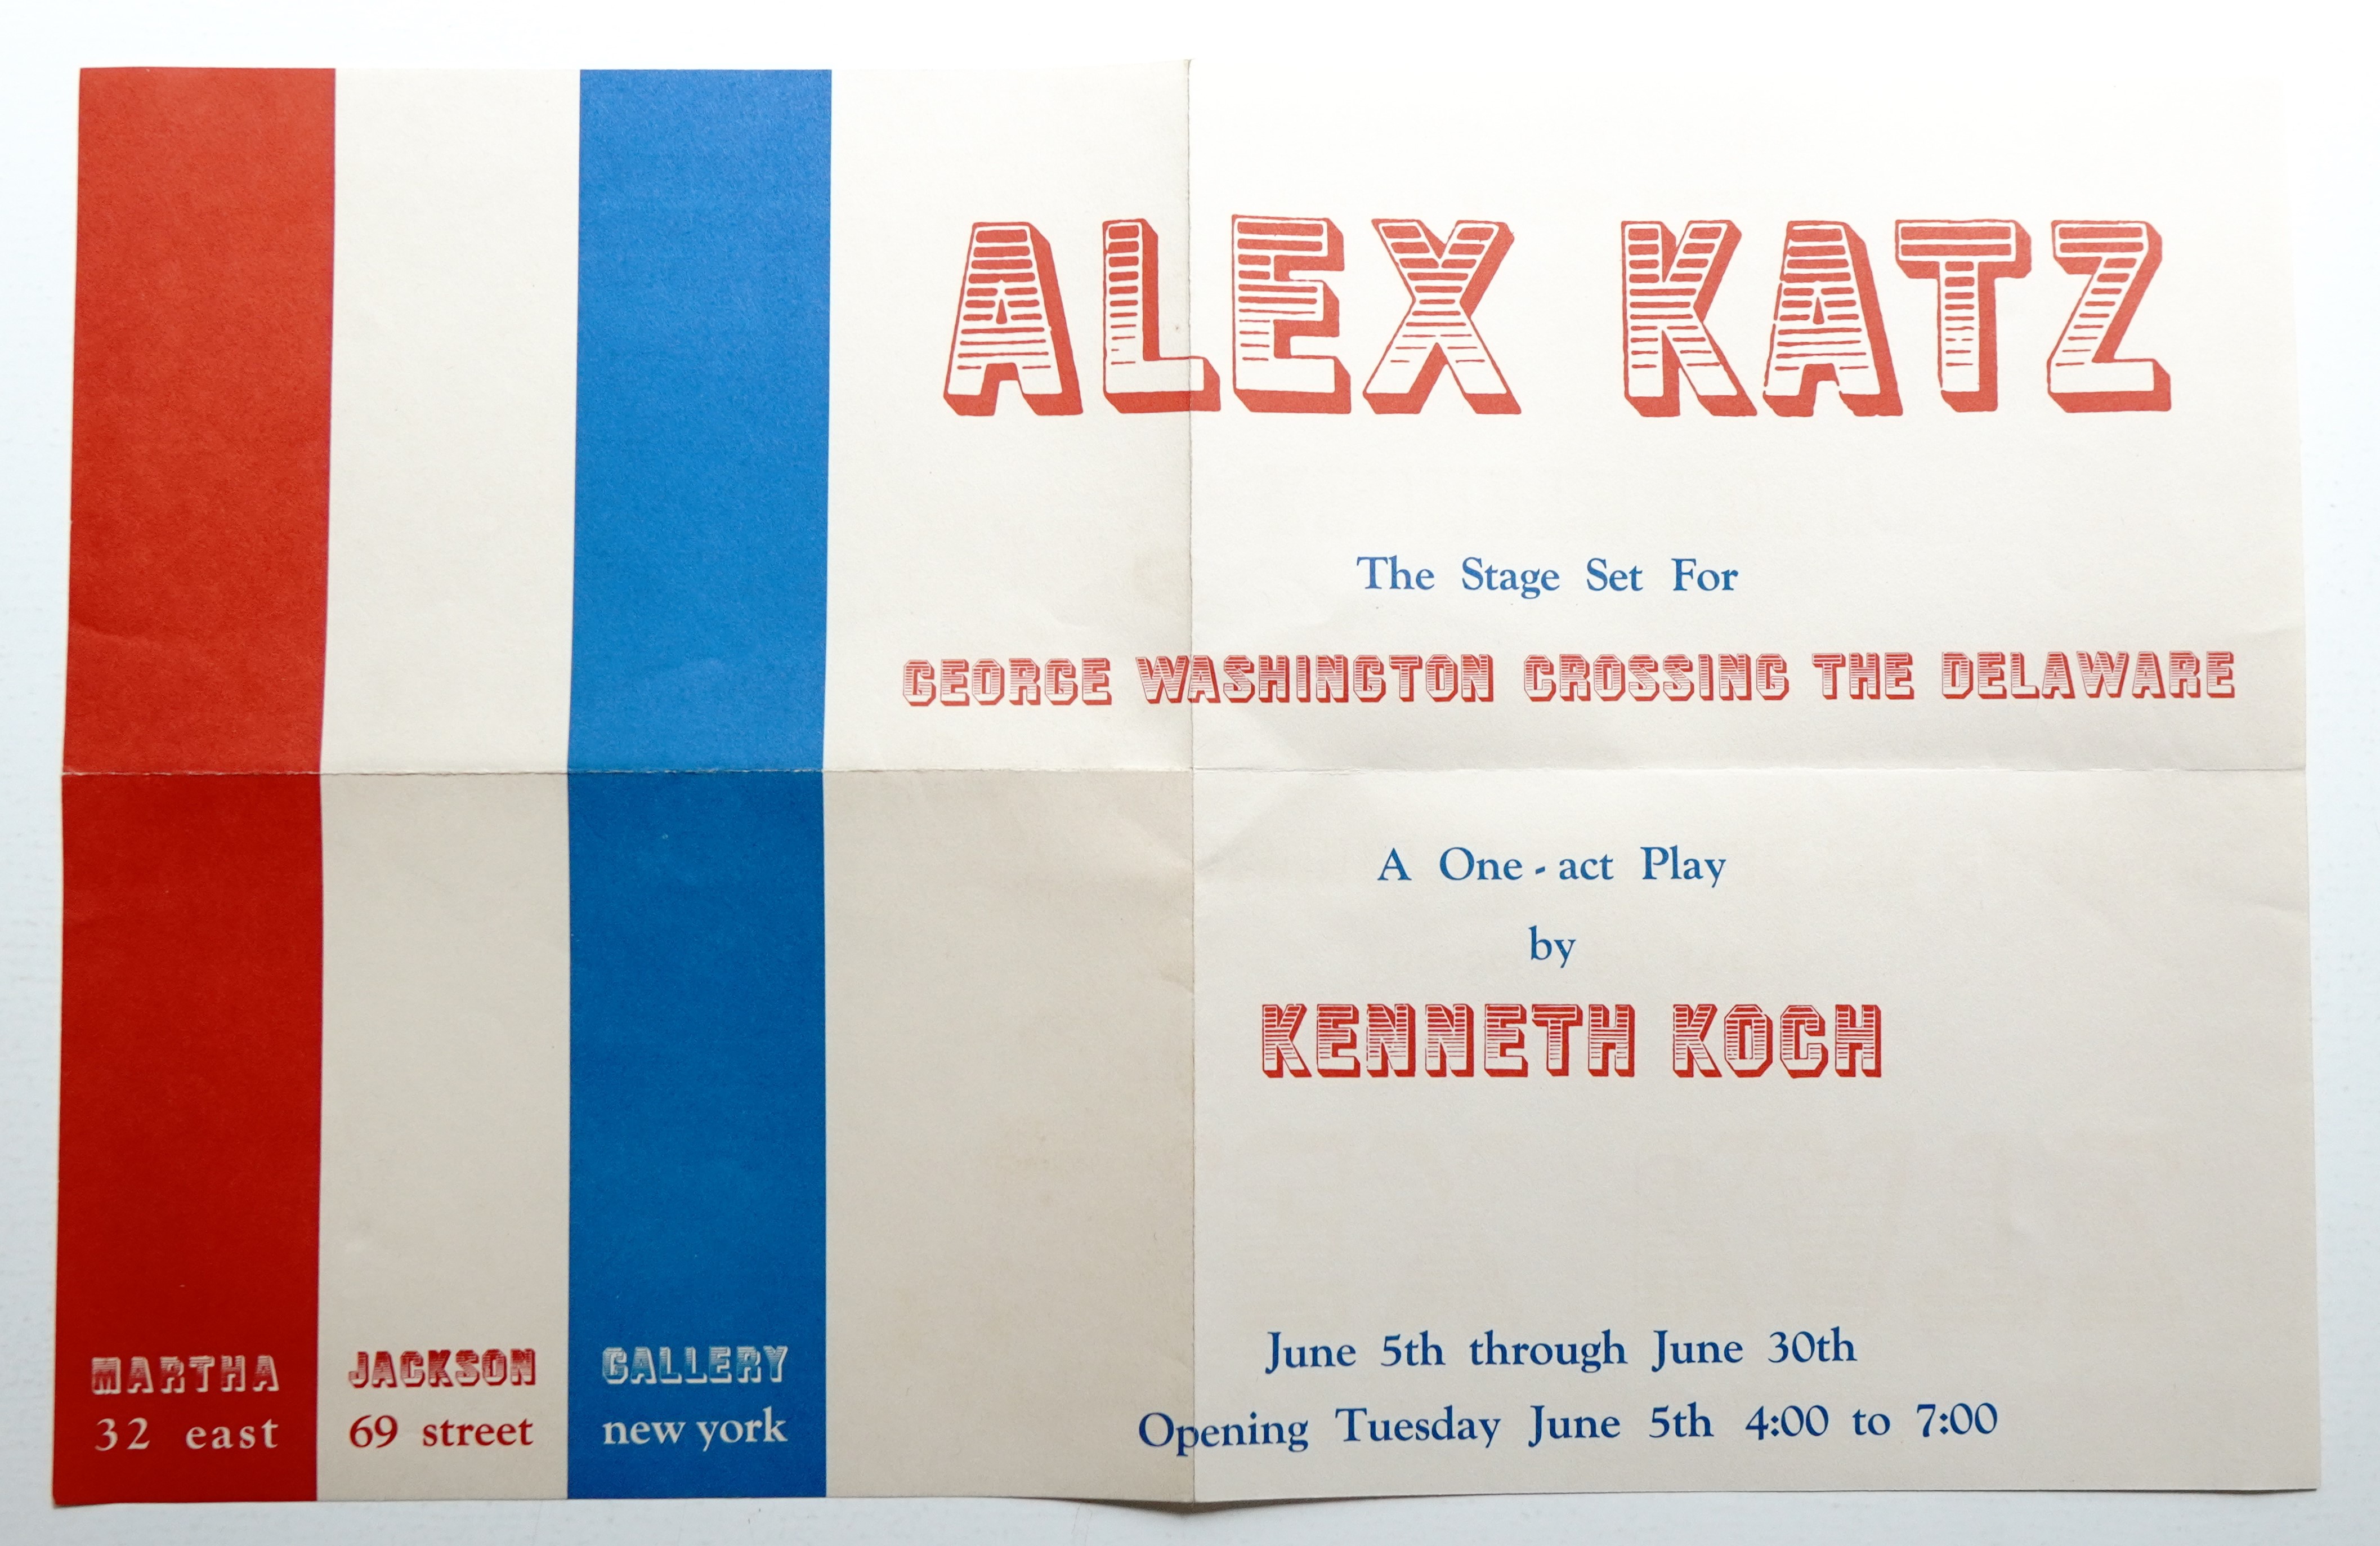 ALEX KATZ
The Stage Set For
GEORGE WASHINGTON CROSSING THE DELAWARE
A One - act Play
by
KENNETH KOCH
June 5th through June 30th
Opening Tuesday June 5th 4:00 to 7:00
MARTHA JACKSON GALLERY
32 east 69 street new york